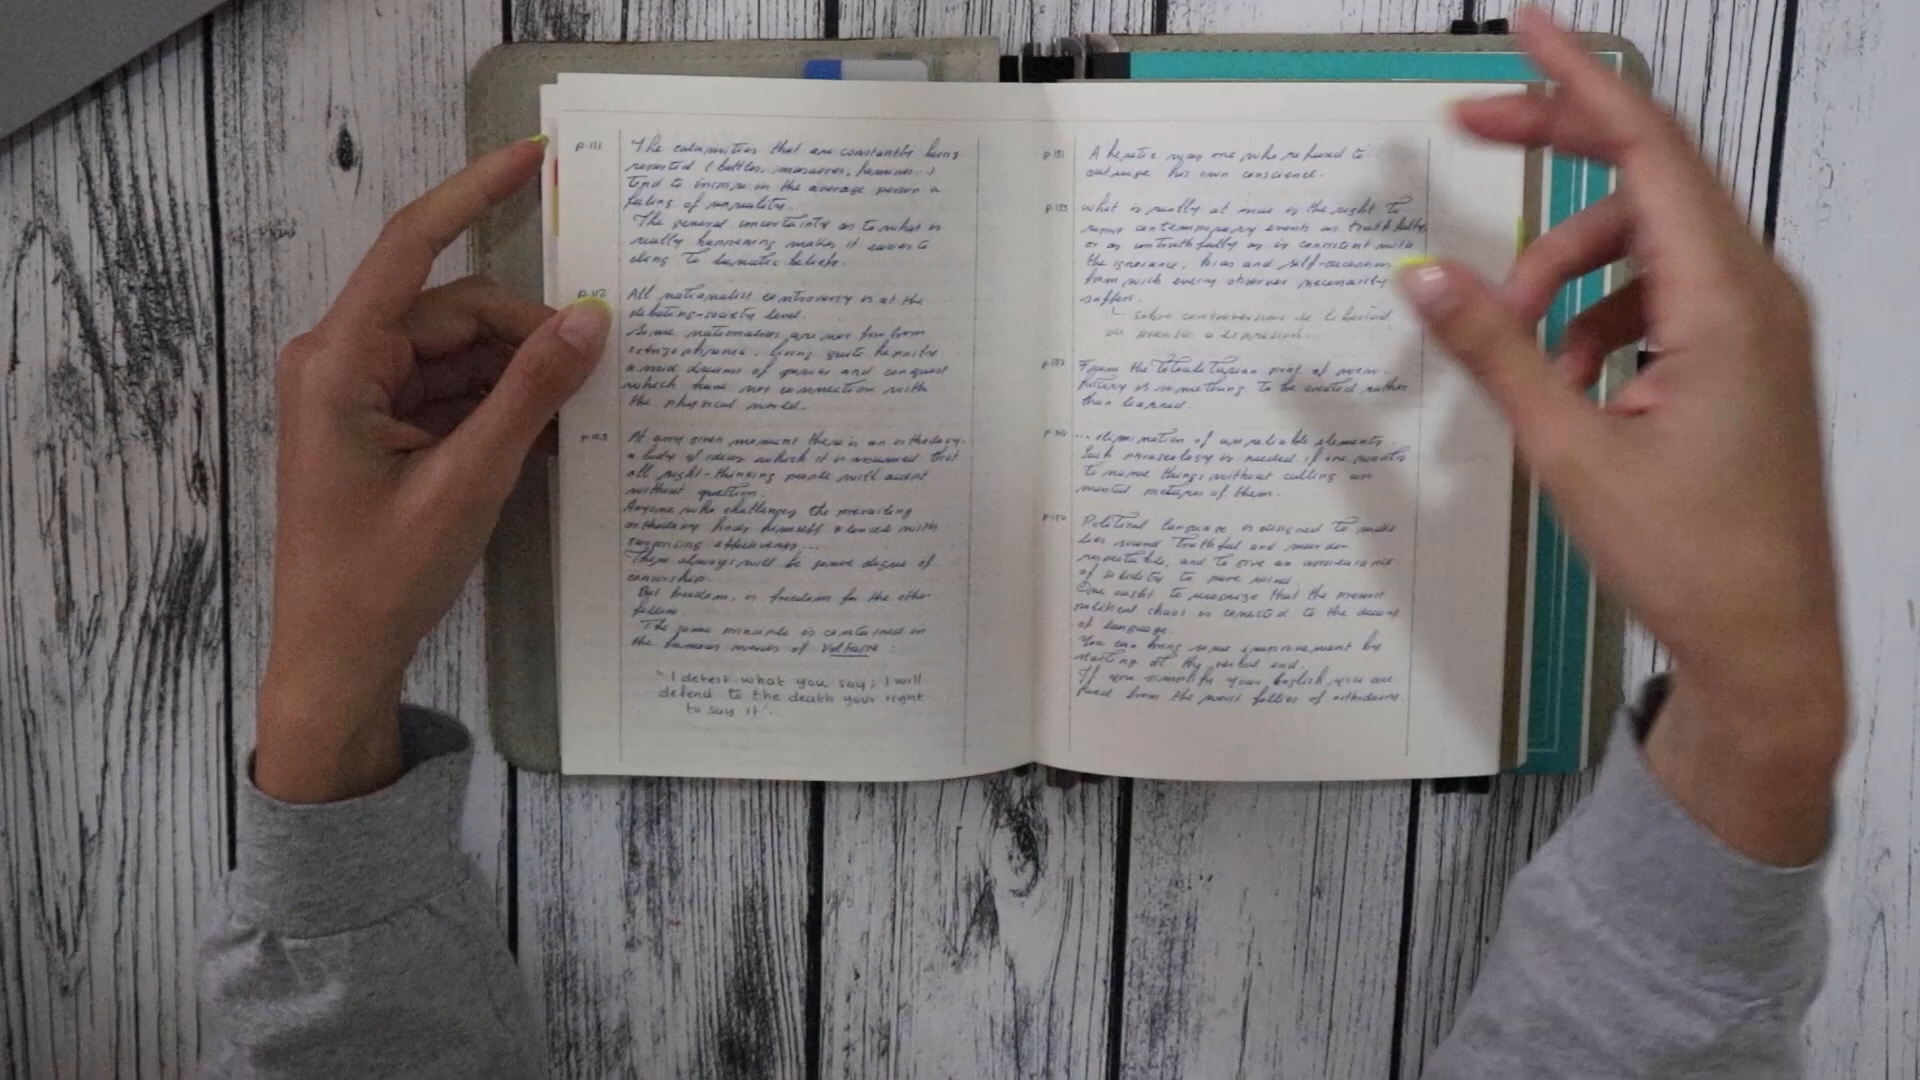 p.111
The calamities that are constantly being
reported (battles, massacres, famines...)
tend to increase in the average person a
feeling of unreality.
The general uncertainty as to what is
really happening makes it easier to
cling to lunatic beliefs.
p.112
All nationalist controversy is at the
debating-society level.
Some nationalists are not far from
schizophrenia, living quite happily
amid dreams of power and conquest
which have not connection with
the physical world.
At any given moment there is an orthodoxy,
a body of ideas which it is assumed that
all right-thinking people will accept
without question.
Anyone who challenges the prevailing
orthodoxy finds himself silenced with
surprising effectiveness...
There always will be some degree of
censorship.
But freedom, is freedom for the other
fellow.
The same principle is contained in
the famous words of Voltaire:
"I detest what you say; I will
defend to the death your right
to say it".
p.131
A heretic was one who refused to
outrage his own conscience.
p.133
What is really at issue is the right to
report contemporary events as truthfully,
or as untruthfully as is consistent with
the ignorance, bias and self-deception
from wich every observer necessarily
suffers.
sobre controversias de libertad
de prensa o expresión.
p.137
From the totalitarian point of view
history is something to be created rather
than learned.
... elimination of unreliable elements.
Such phraseology is needed if one wants
to name things without calling up
mental pictures of them.
p.150
Political language is designed to make
lies sound truthful and murder
respectable, and to give an appearance
of solidity to pure wind.
One ought to recognize that the present
political chaos is conected to the decay
of language.
You can bring some improvement by
starting at the verbal end.
If you simplify your English you are
freed from the worst follies of orthodoxy.